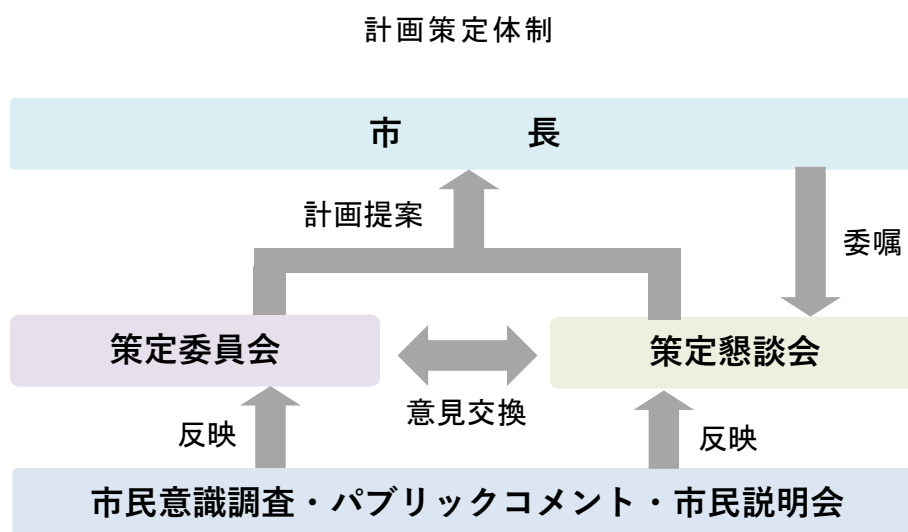 計画策定体制
市長
計画提案
委嘱
策定委員会
策定懇談会
意見交換
反映
反映
市民意識調査・パブリックコメント・市民説明会